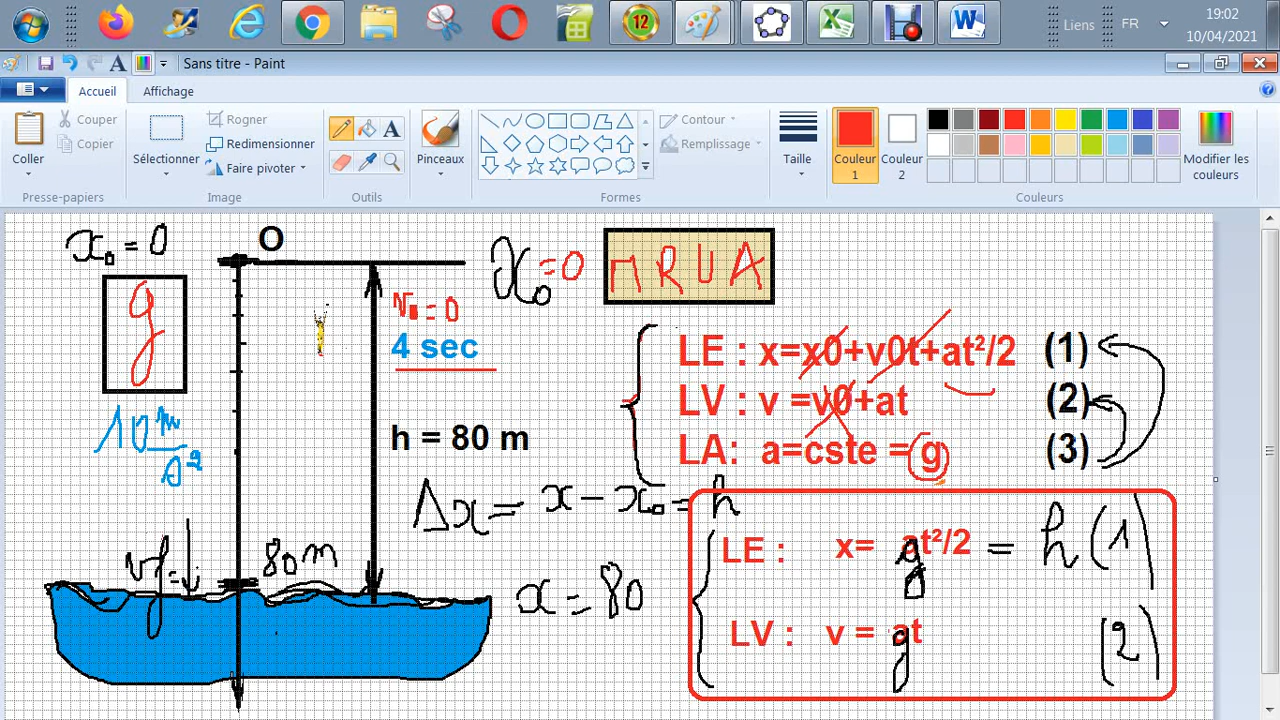 19:02
Liens FR
10/04/2021
12
Sans titre - Paint
Accueil Affichage
Coller
Couper
Copier
Presse-papiers
Sélectionner
Rogner
Redimensionner
Faire pivoter
Image
Outils
Pinceaux
Formes
Contour
Remplissage
Taille
Couleur 1
Couleur 2
Modifier les couleurs
Couleurs
x₀ = 0
O
x₀ = 0
MRUA
g
v₀ = 0
4 sec
10 m/s²
h = 80 m
LE : x=x0+v0t+at²/2 (1)
LV : v =v0+at (2)
LA: a=cste =g (3)
Δx = x - x₀ = h
vf =
80 m
x = 80
LE : x= at²/2 = h (1)
g
LV : v = at (2)
g